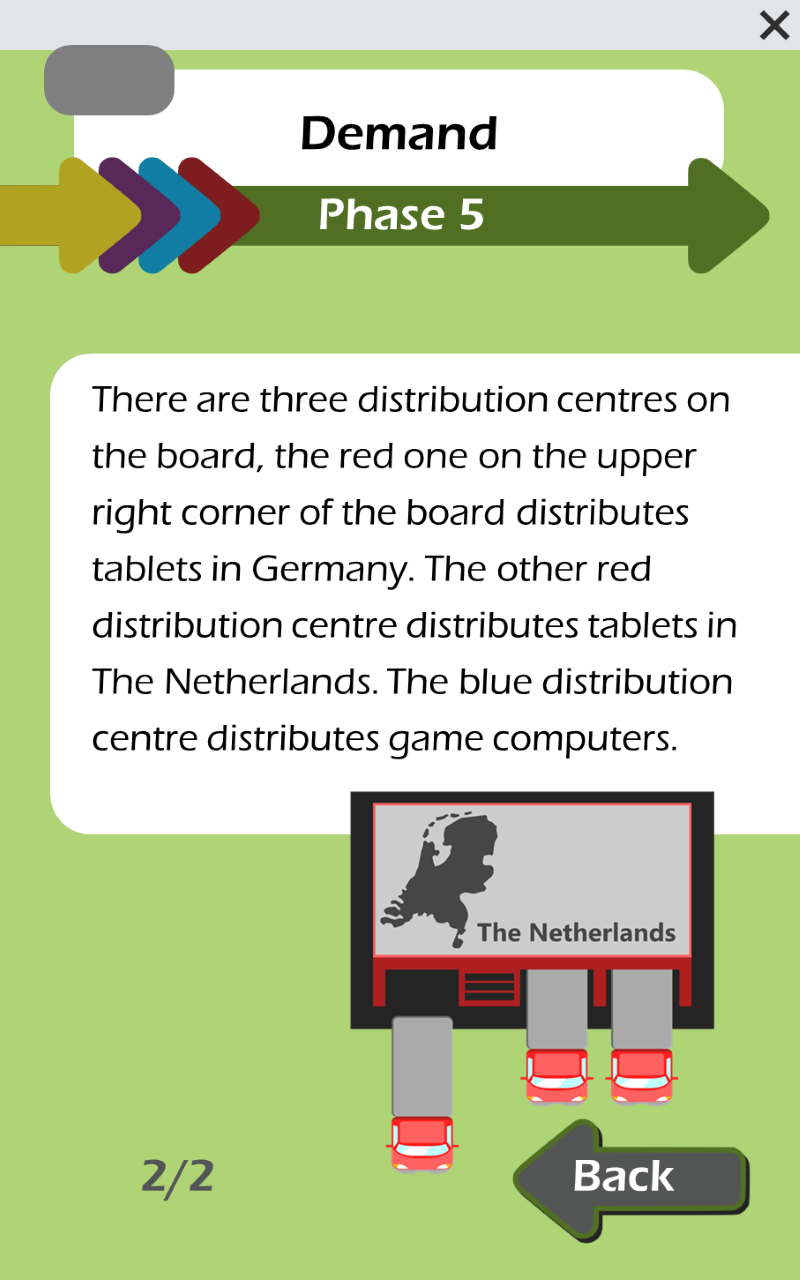 Demand
Phase 5
There are three distribution centres on
the board, the red one on the upper
right corner of the board distributes
tablets in Germany. The other red
distribution centre distributes tablets in
The Netherlands. The blue distribution
centre distributes game computers.
The Netherlands
2/2
Back